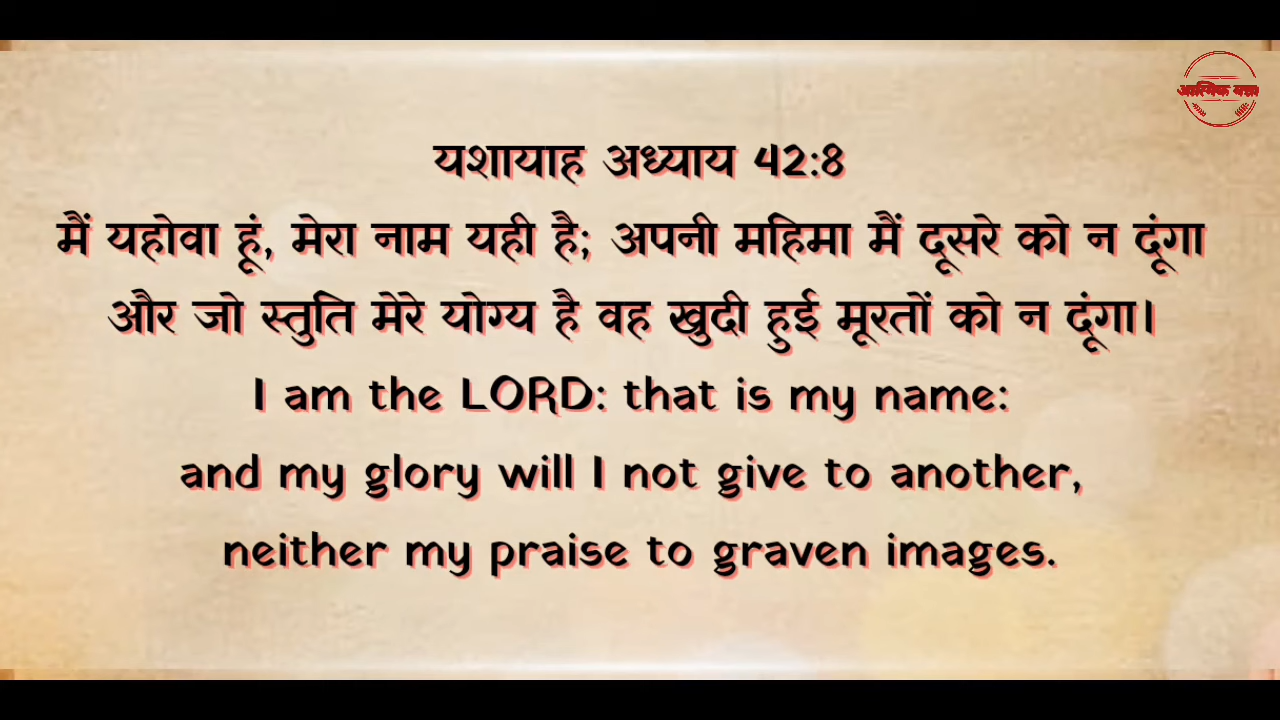 यशायाह अध्याय 42:8
मैं यहोवा हूं, मेरा नाम यही है; अपनी महिमा मैं दूसरे को न दूंगा
और जो स्तुति मेरे योग्य है वह खुदी हुई मूरतों को न दूंगा।
I am the LORD: that is my name:
and my glory will I not give to another,
neither my praise to graven images.